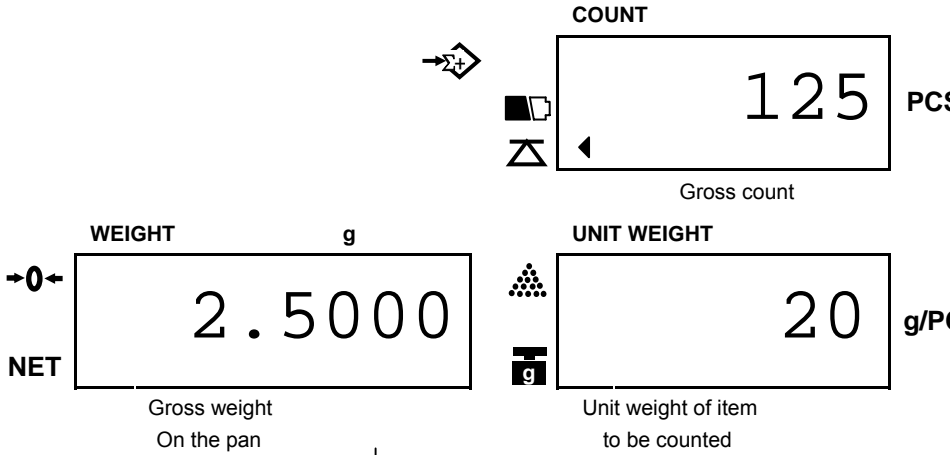 COUNT
Σ+
125 PCS
Gross count
WEIGHT g UNIT WEIGHT
→0←
2.5000 20 g/P
NET g
Gross weight Unit weight of item
On the pan to be counted